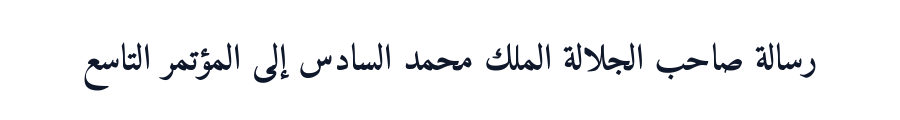 رسالة صاحب الجلالة الملك محمد السادس إلى المؤتمر التاسع